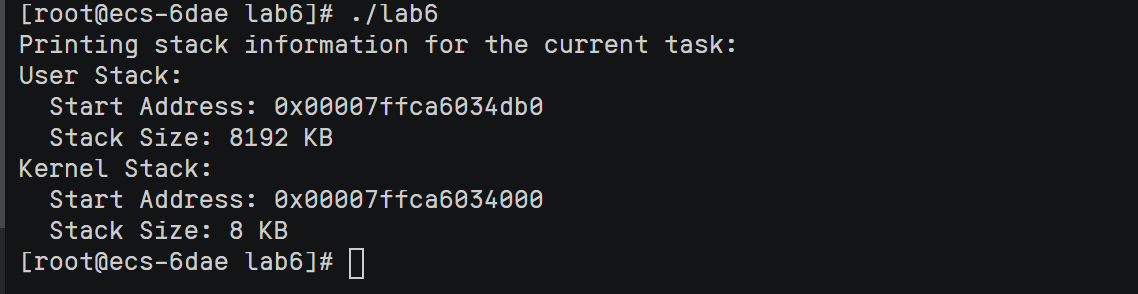 [root@ecs-6dae lab6]# ./lab6
Printing stack information for the current task:
User Stack:
  Start Address: 0x00007ffca6034db0
  Stack Size: 8192 KB
Kernel Stack:
  Start Address: 0x00007ffca6034000
  Stack Size: 8 KB
[root@ecs-6dae lab6]#